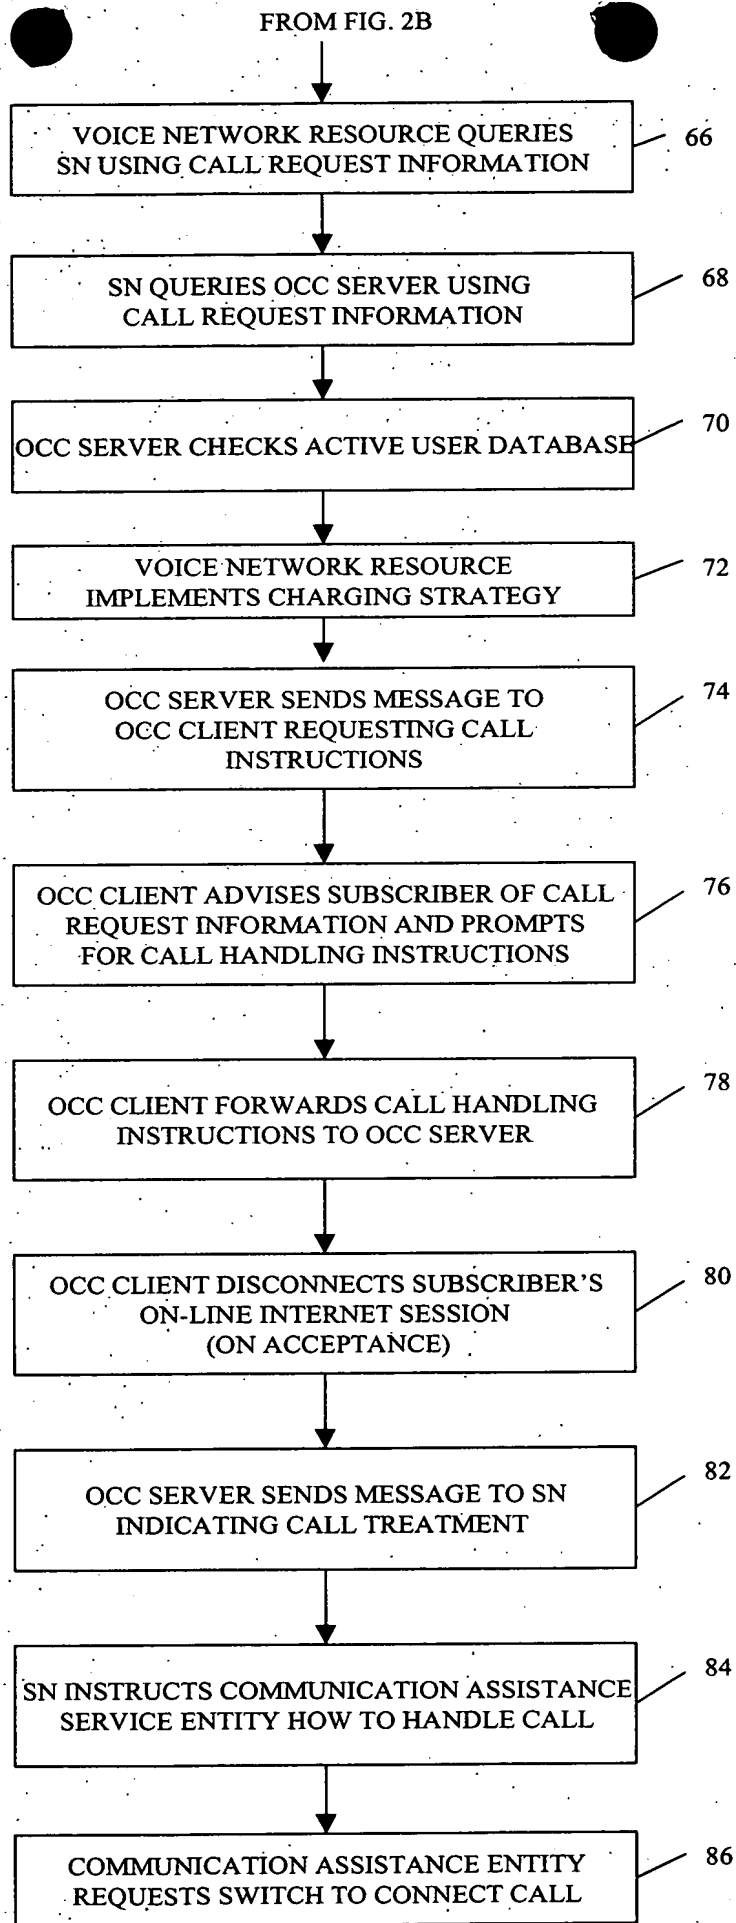 FROM FIG. 2B
VOICE NETWORK RESOURCE QUERIES
SN USING CALL REQUEST INFORMATION
66
SN QUERIES OCC SERVER USING
CALL REQUEST INFORMATION
68
OCC SERVER CHECKS ACTIVE USER DATABASE
70
VOICE NETWORK RESOURCE
IMPLEMENTS CHARGING STRATEGY
72
OCC SERVER SENDS MESSAGE TO
OCC CLIENT REQUESTING CALL
INSTRUCTIONS
74
OCC CLIENT ADVISES SUBSCRIBER OF CALL
REQUEST INFORMATION AND PROMPTS
FOR CALL HANDLING INSTRUCTIONS
76
OCC CLIENT FORWARDS CALL HANDLING
INSTRUCTIONS TO OCC SERVER
78
OCC CLIENT DISCONNECTS SUBSCRIBER'S
ON-LINE INTERNET SESSION
(ON ACCEPTANCE)
80
OCC SERVER SENDS MESSAGE TO SN
INDICATING CALL TREATMENT
82
SN INSTRUCTS COMMUNICATION ASSISTANCE
SERVICE ENTITY HOW TO HANDLE CALL
84
COMMUNICATION ASSISTANCE ENTITY
REQUESTS SWITCH TO CONNECT CALL
86